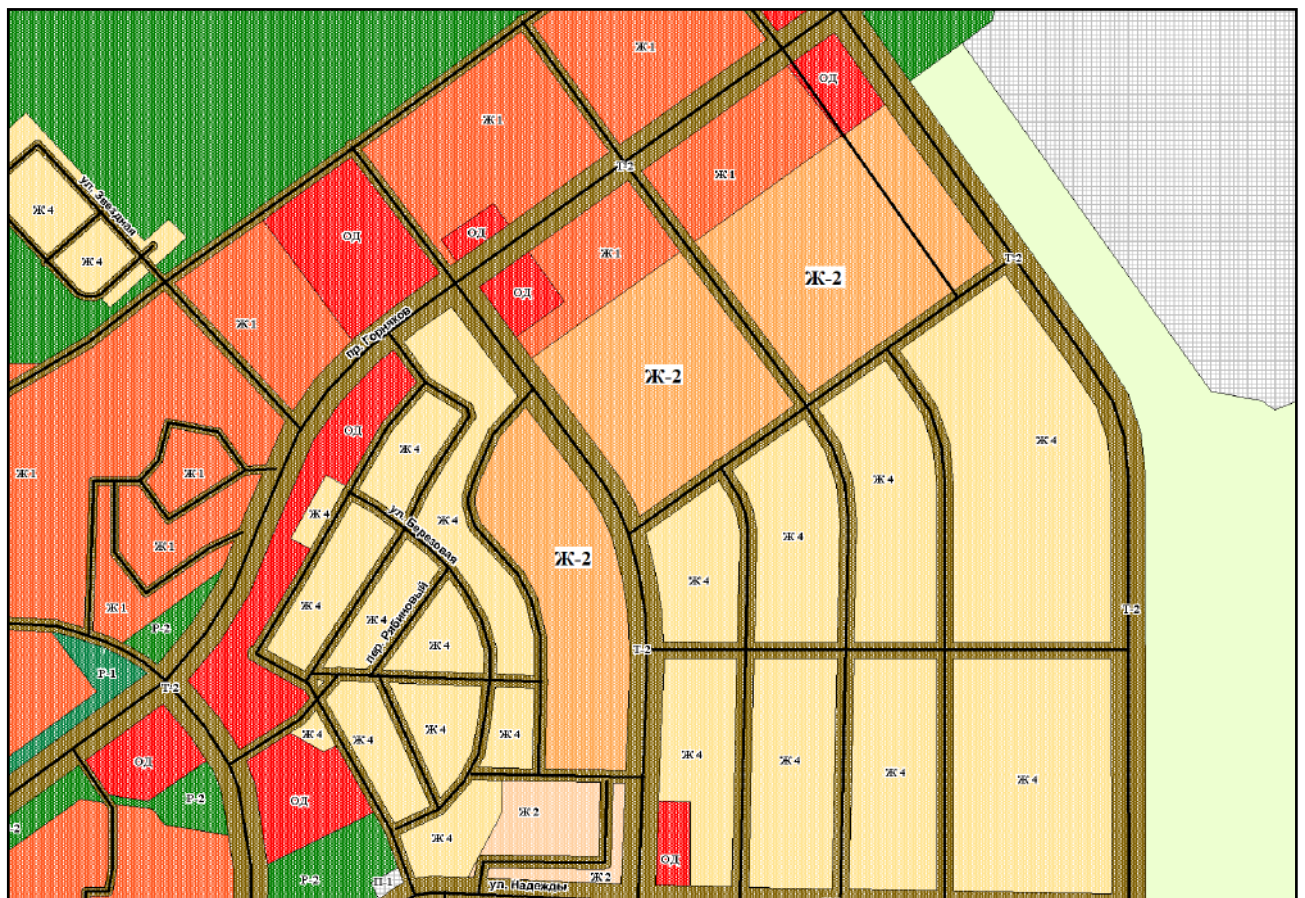 Ж 1
ОД
Ж 1
Т-2
Ж 1
ул. Звездная
Ж 4
ОД
ОД
Ж 1
Ж 4
Т-2
Ж-2
ОД
Ж 1
пр. Горняков
Ж-2
ОД
Ж 4
Ж 4
Ж 1
Ж 1
Ж 4
Ж 4
ул. Березовая
Ж 4
Ж 4
Ж 1
Ж-2
Ж 4
Ж 4
Ж 1
Ж 4
Т-2
пер. Рябиновый
Р-2
Ж 4
Т-2
Р-1
Т-2
Ж 4
Ж 4
Ж 4
Ж 4
Ж 4
Ж 4
Ж 4
ОД
Ж 4
Р-2
ОД
Ж 2
-2
Ж 4
ОД
Р-2
П-1
ул. Надежды
Ж 2